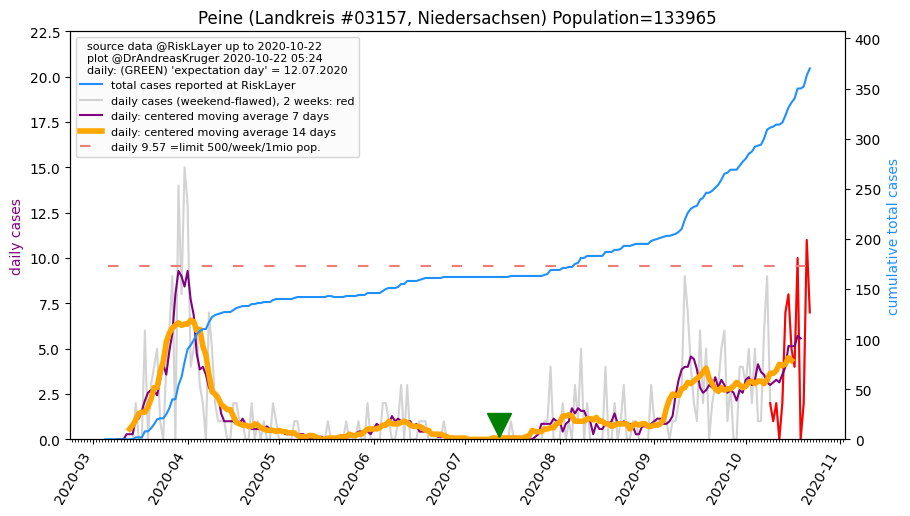 Peine (Landkreis #03157, Niedersachsen) Population=133965
source data @RiskLayer up to 2020-10-22
plot @DrAndreasKruger 2020-10-22 05:24
daily: (GREEN) 'expectation day' = 12.07.2020
total cases reported at RiskLayer
daily cases (weekend-flawed), 2 weeks: red
daily: centered moving average 7 days
daily: centered moving average 14 days
daily 9.57 =limit 500/week/1mio pop.
daily cases
22.5
20.0
17.5
15.0
12.5
10.0
7.5
5.0
2.5
0.0
cumulative total cases
400
350
300
250
200
150
100
50
0
2020-03
2020-04
2020-05
2020-06
2020-07
2020-08
2020-09
2020-10
2020-11